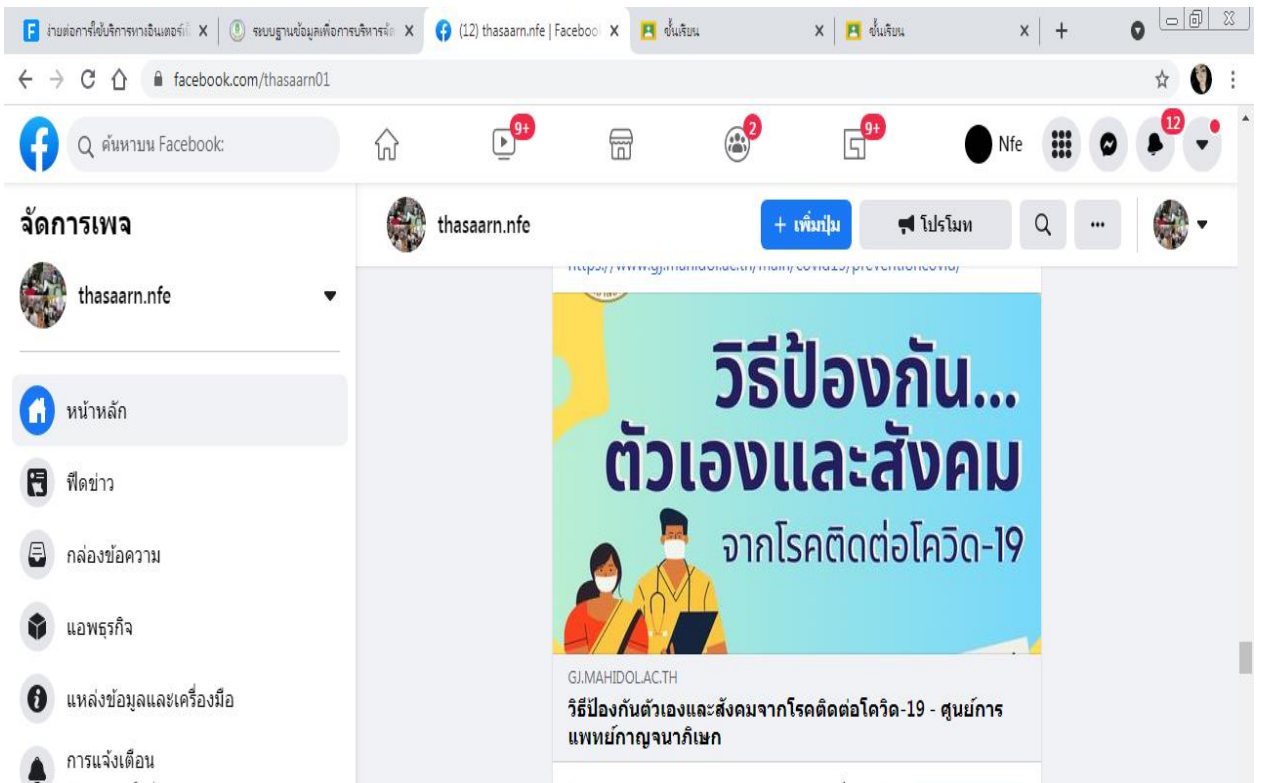 ง่ายต่อการใช้บริการทางอินเตอร์เ
ระบบฐานข้อมูลเพื่อการบริหารจัด
(12) thasaarn.nfe | Facebook
ชั้นเรียน
ชั้นเรียน
facebook.com/thasaarn01
ค้นหาบน Facebook:
9+
2
9+
Nfe
12
จัดการเพจ
thasaarn.nfe
+ เพิ่มปุ่ม
โปรโมท
thasaarn.nfe
https://www.gj.mahidol.ac.th/main/covid19/preventioncovid/
วิธีป้องกัน...
ตัวเองและสังคม
จากโรคติดต่อโควิด-19
หน้าหลัก
ฟีดข่าว
กล่องข้อความ
แอพธุรกิจ
แหล่งข้อมูลและเครื่องมือ
การแจ้งเตือน
GJ.MAHIDOL.AC.TH
วิธีป้องกันตัวเองและสังคมจากโรคติดต่อโควิด-19 - ศูนย์การ
แพทย์กาญจนาภิเษก